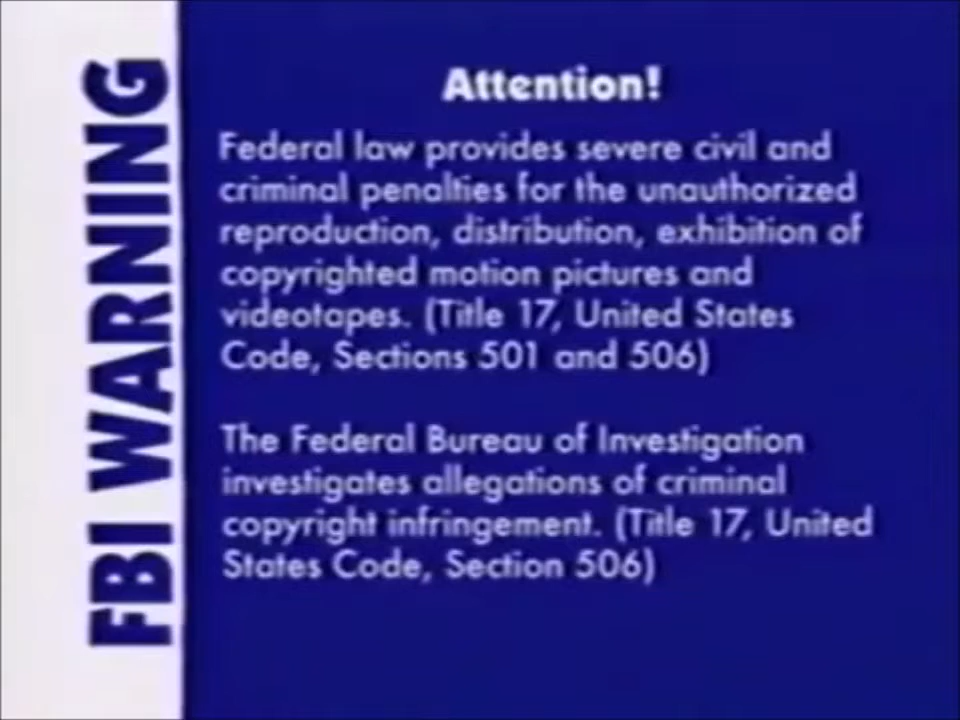 FBI WARNING
Attention!
Federal law provides severe civil and
criminal penalties for the unauthorized
reproduction, distribution, exhibition of
copyrighted motion pictures and
videotapes. (Title 17, United States
Code, Sections 501 and 506)
The Federal Bureau of Investigation
investigates allegations of criminal
copyright infringement. (Title 17, United
States Code, Section 506)